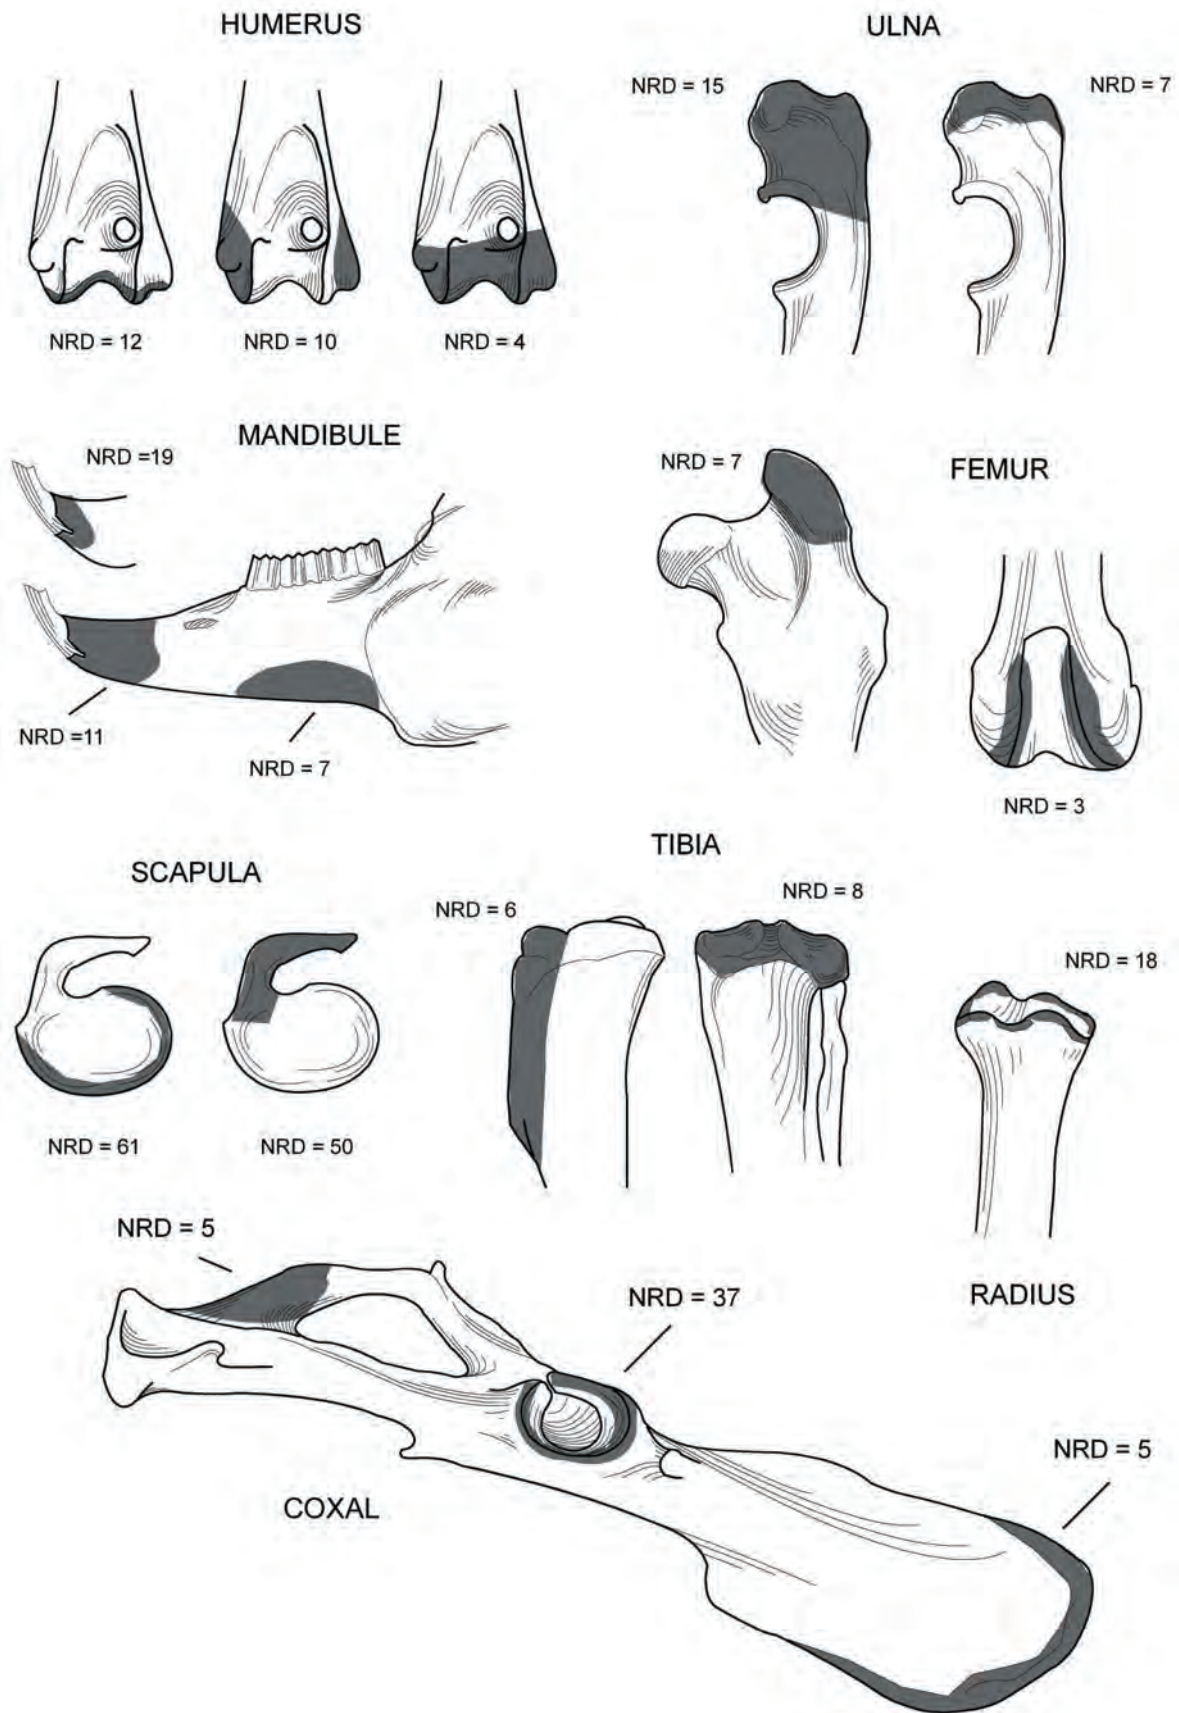 HUMERUS
NRD = 12
NRD = 10
NRD = 4
ULNA
NRD = 15
NRD = 7
MANDIBULE
NRD =19
NRD =11
NRD = 7
FEMUR
NRD = 7
NRD = 3
SCAPULA
NRD = 61
NRD = 50
TIBIA
NRD = 6
NRD = 8
NRD = 18
RADIUS
NRD = 5
NRD = 37
NRD = 5
COXAL